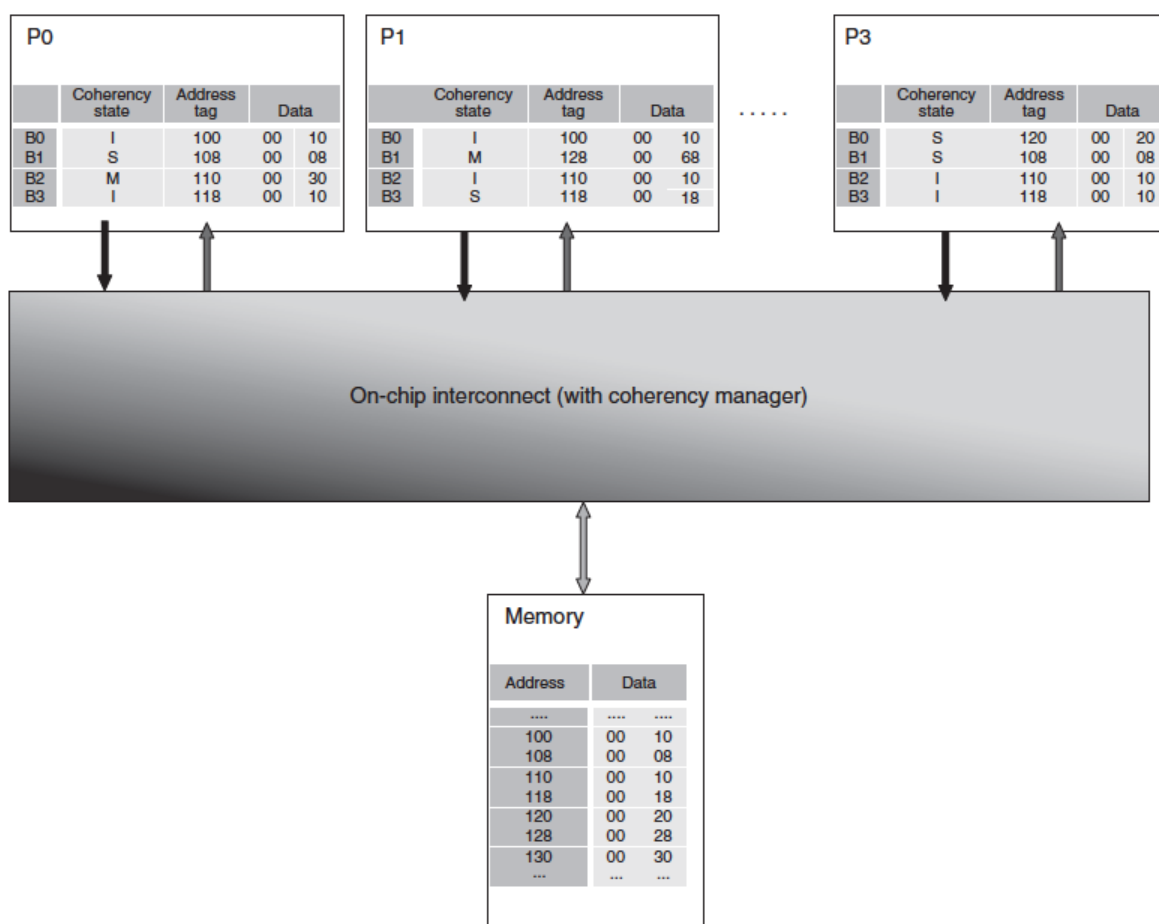 P0
Coherency state Address tag Data
B0 I 100 00 10
B1 S 108 00 08
B2 M 110 00 30
B3 I 118 00 10
P1
Coherency state Address tag Data
B0 I 100 00 10
B1 M 128 00 68
B2 I 110 00 10
B3 S 118 00 18
.....
P3
Coherency state Address tag Data
B0 S 120 00 20
B1 S 108 00 08
B2 I 110 00 10
B3 I 118 00 10
On-chip interconnect (with coherency manager)
Memory
Address Data
.... .... ....
100 00 10
108 00 08
110 00 10
118 00 18
120 00 20
128 00 28
130 00 30
... ... ...